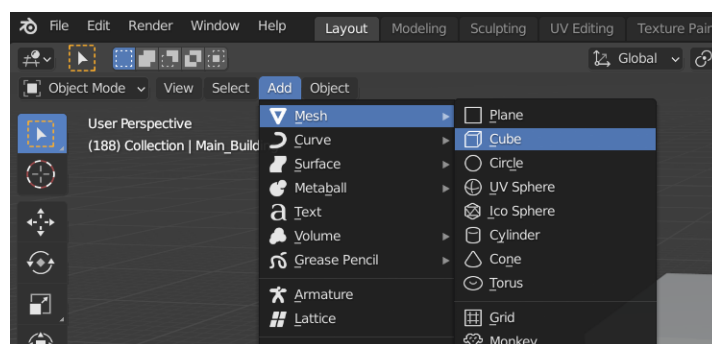 File Edit Render Window Help Layout Modeling Sculpting UV Editing Texture Pain
Global
Object Mode View Select Add Object
User Perspective
(188) Collection | Main_Build
Mesh
Curve
Surface
Metaball
Text
Volume
Grease Pencil
Armature
Lattice
Plane
Cube
Circle
UV Sphere
Ico Sphere
Cylinder
Cone
Torus
Grid
Monkey